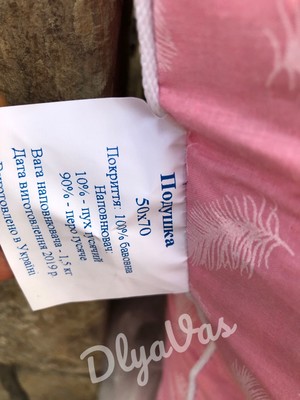 Подушка
50x70
Покриття: 100% бавовна
Наповнювач:
10% - пух гусячий
90% - перо гусяче
Вага наповнювача - 1,5 кг
Дата виготовлення 2019 р
Виготовлено в Україні
DlyaVas